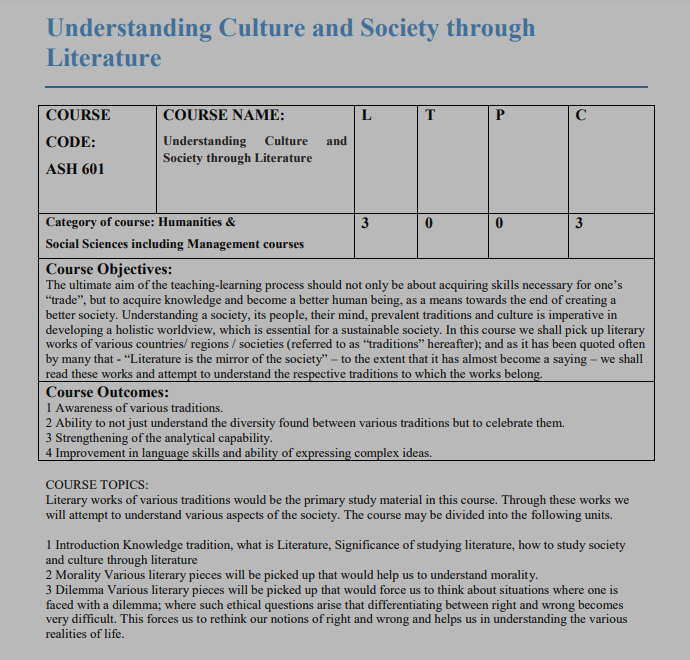 Understanding Culture and Society through
Literature
COURSE
CODE:
ASH 601
COURSE NAME:
Understanding Culture and
Society through Literature
L
T
P
C
Category of course: Humanities &
Social Sciences including Management courses
3
0
0
3
Course Objectives:
The ultimate aim of the teaching-learning process should not only be about acquiring skills necessary for one’s
“trade”, but to acquire knowledge and become a better human being, as a means towards the end of creating a
better society. Understanding a society, its people, their mind, prevalent traditions and culture is imperative in
developing a holistic worldview, which is essential for a sustainable society. In this course we shall pick up literary
works of various countries/ regions / societies (referred to as “traditions” hereafter); and as it has been quoted often
by many that - “Literature is the mirror of the society” – to the extent that it has almost become a saying – we shall
read these works and attempt to understand the respective traditions to which the works belong.
Course Outcomes:
1 Awareness of various traditions.
2 Ability to not just understand the diversity found between various traditions but to celebrate them.
3 Strengthening of the analytical capability.
4 Improvement in language skills and ability of expressing complex ideas.
COURSE TOPICS:
Literary works of various traditions would be the primary study material in this course. Through these works we
will attempt to understand various aspects of the society. The course may be divided into the following units.
1 Introduction Knowledge tradition, what is Literature, Significance of studying literature, how to study society
and culture through literature
2 Morality Various literary pieces will be picked up that would help us to understand morality.
3 Dilemma Various literary pieces will be picked up that would force us to think about situations where one is
faced with a dilemma; where such ethical questions arise that differentiating between right and wrong becomes
very difficult. This forces us to rethink our notions of right and wrong and helps us in understanding the various
realities of life.